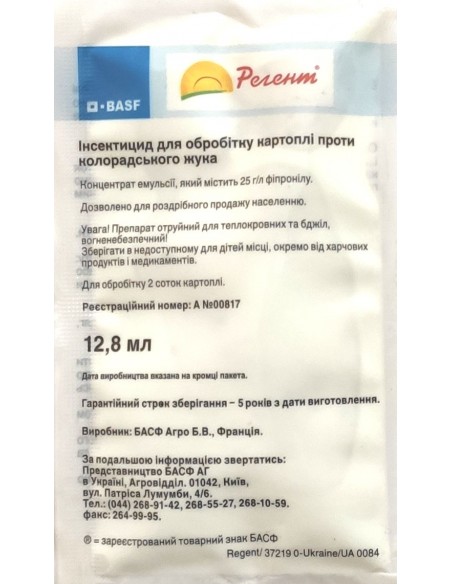 BASF
Регент
Інсектицид для обробітку картоплі проти
колорадського жука
Концентрат емульсії, який містить 25 г/л фіпронілу.
Дозволено для роздрібного продажу населенню.
Увага! Препарат отруйний для теплокровних та бджіл,
вогненебезпечний!
Зберігати в недоступному для дітей місці, окремо від харчових
продуктів і медикаментів.
Для обробітку 2 соток картоплі.
Реєстраційний номер: А №00817
12,8 мл
Дата виробництва вказана на кромці пакета.
Гарантійний строк зберігання – 5 років з дати виготовлення.
Виробник: БАСФ Агро Б.В., Франція.
За подальшою інформацією звертатись:
Представництво БАСФ АГ
в Україні, Агровідділ. 01042, Київ,
вул. Патріса Лумумби, 4/6.
Тел.: (044) 268-91-42, 268-55-27, 268-10-59.
факс: 264-99-95.
® = зареєстрований товарний знак БАСФ
Regent/ 37219 0-Ukraine/UA 0084